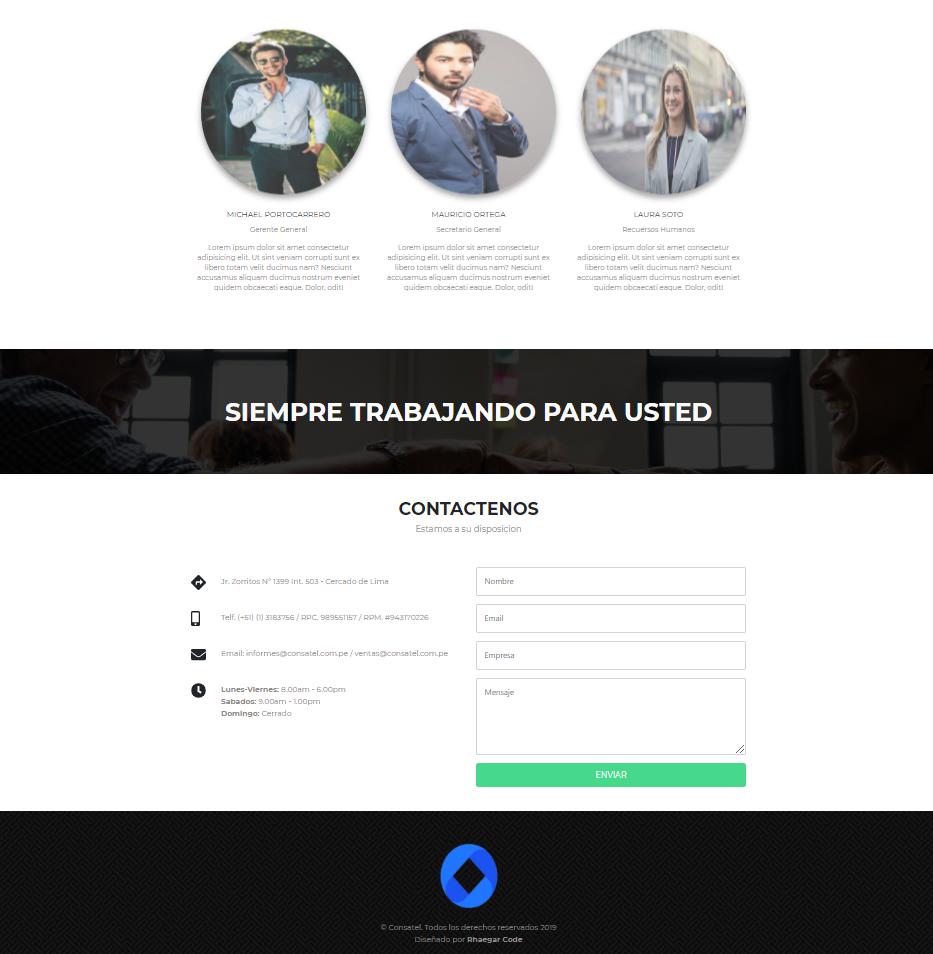 MICHAEL PORTOCARRERO
Gerente General
Lorem ipsum dolor sit amet consectetur
adipisicing elit. Ut sint veniam corrupti sunt ex
libero totam velit ducimus nam? Nesciunt
accusamus aliquam ducimus nostrum eveniet
quidem obcaecati eaque. Dolor, odit!
MAURICIO ORTEGA
Secretario General
Lorem ipsum dolor sit amet consectetur
adipisicing elit. Ut sint veniam corrupti sunt ex
libero totam velit ducimus nam? Nesciunt
accusamus aliquam ducimus nostrum eveniet
quidem obcaecati eaque. Dolor, odit!
LAURA SOTO
Recuersos Humanos
Lorem ipsum dolor sit amet consectetur
adipisicing elit. Ut sint veniam corrupti sunt ex
libero totam velit ducimus nam? Nesciunt
accusamus aliquam ducimus nostrum eveniet
quidem obcaecati eaque. Dolor, odit!
SIEMPRE TRABAJANDO PARA USTED
CONTACTENOS
Estamos a su disposicion
Jr. Zorritos N° 1399 Int. 503 - Cercado de Lima
Telf. (+51) (1) 3183756 / RPC. 989551157 / RPM. #943170226
Email: informes@consatel.com.pe / ventas@consatel.com.pe
Lunes-Viernes: 8.00am - 6.00pm
Sabados: 9.00am - 1.00pm
Domingo: Cerrado
Nombre
Email
Empresa
Mensaje
ENVIAR
© Consatel. Todos los derechos reservados 2019
Diseñado por Rhaegar Code